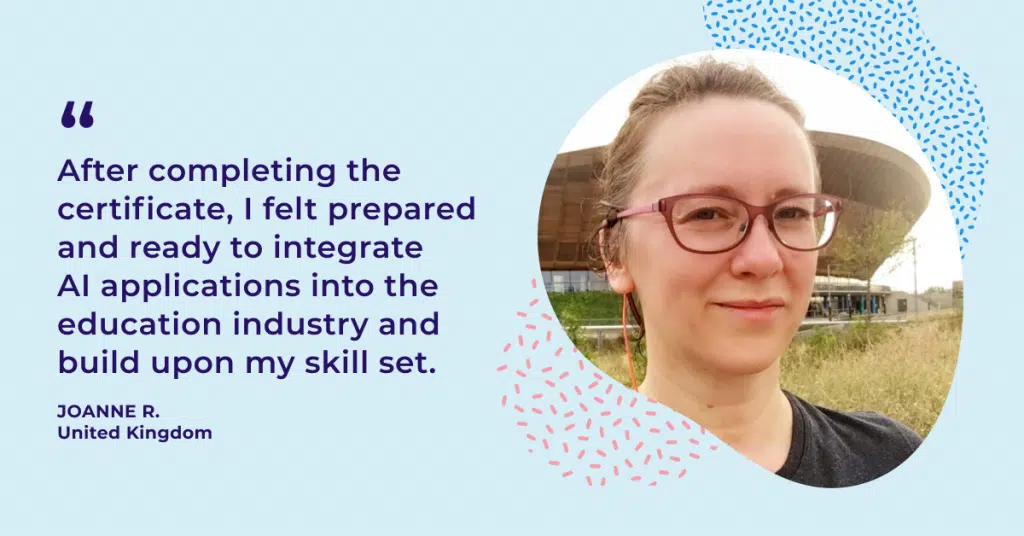 “
After completing the
certificate, I felt prepared
and ready to integrate
AI applications into the
education industry and
build upon my skill set.
JOANNE R.
United Kingdom